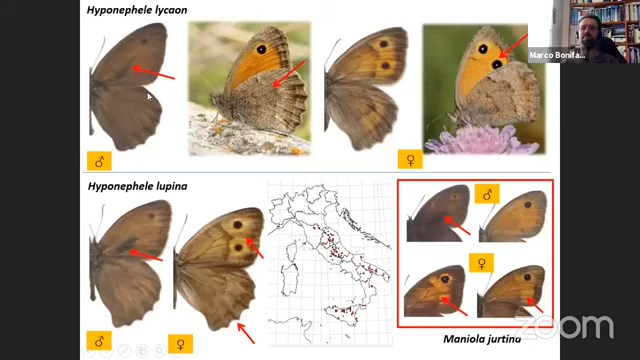 Hyponephele lycaon
Marco Bonifa...
♂
♀
Hyponephele lupina
♂
♀
♂
♀
Maniola jurtina
zoom